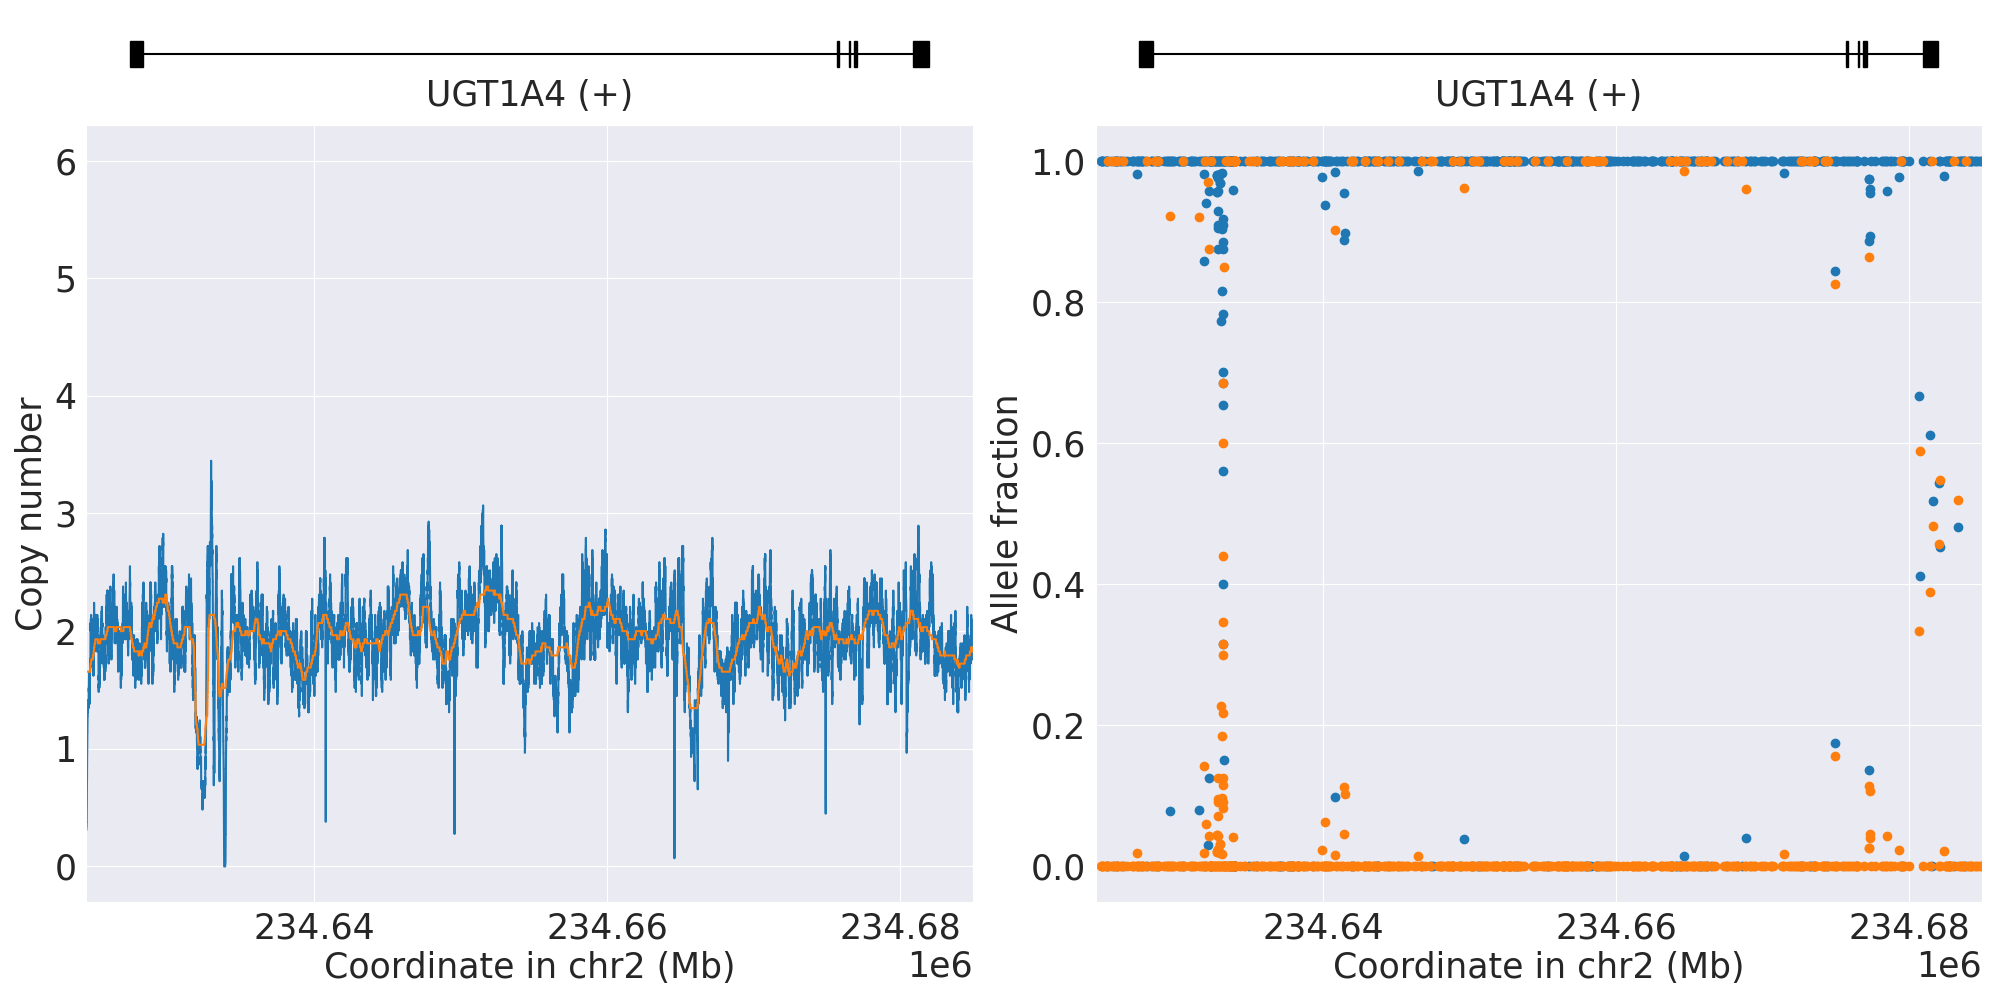 UGT1A4 (+)
6
5
4
3
2
1
0
Copy number
234.64 234.66 234.68
Coordinate in chr2 (Mb) 1e6
UGT1A4 (+)
1.0
0.8
0.6
0.4
0.2
0.0
Allele fraction
234.64 234.66 234.68
Coordinate in chr2 (Mb) 1e6